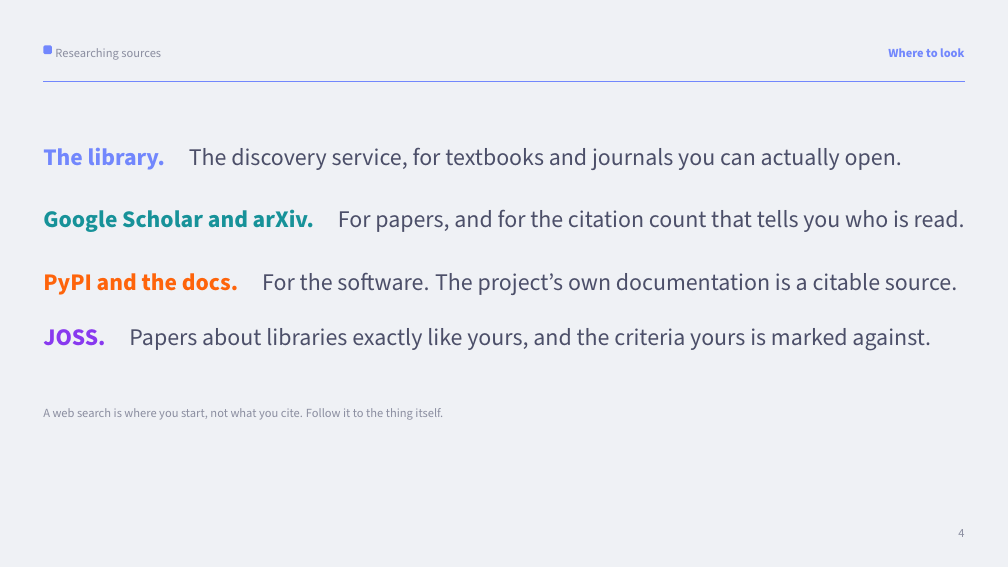 Researching sources
Where to look
The library. The discovery service, for textbooks and journals you can actually open.
Google Scholar and arXiv. For papers, and for the citation count that tells you who is read.
PyPI and the docs. For the software. The project’s own documentation is a citable source.
JOSS. Papers about libraries exactly like yours, and the criteria yours is marked against.
A web search is where you start, not what you cite. Follow it to the thing itself.
4